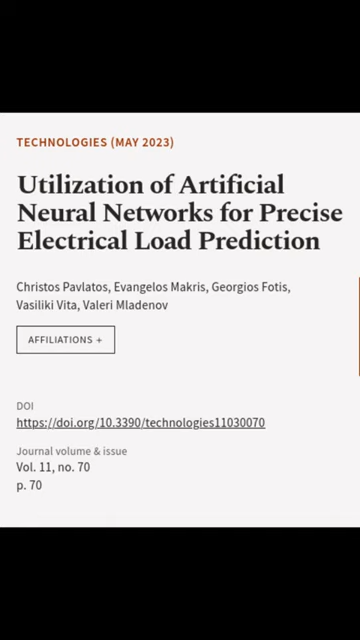 TECHNOLOGIES (MAY 2023)
Utilization of Artificial
Neural Networks for Precise
Electrical Load Prediction
Christos Pavlatos, Evangelos Makris, Georgios Fotis,
Vasiliki Vita, Valeri Mladenov
AFFILIATIONS +
DOI
https://doi.org/10.3390/technologies11030070
Journal volume & issue
Vol. 11, no. 70
p. 70